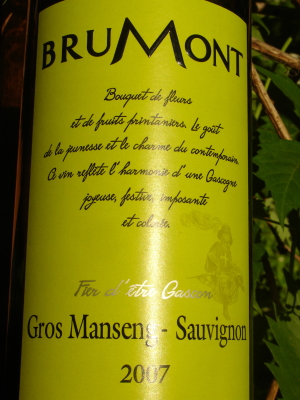 BRUMONT
Bouquet de fleurs
et de fruits printaniers. Le goût
de la jeunesse et le charme du contemporain.
Ce vin reflète l'harmonie d'une Gascogne
joyeuse, festive, imposante
et colorée.
Fier d'être Gascon
Gros Manseng - Sauvignon
2007